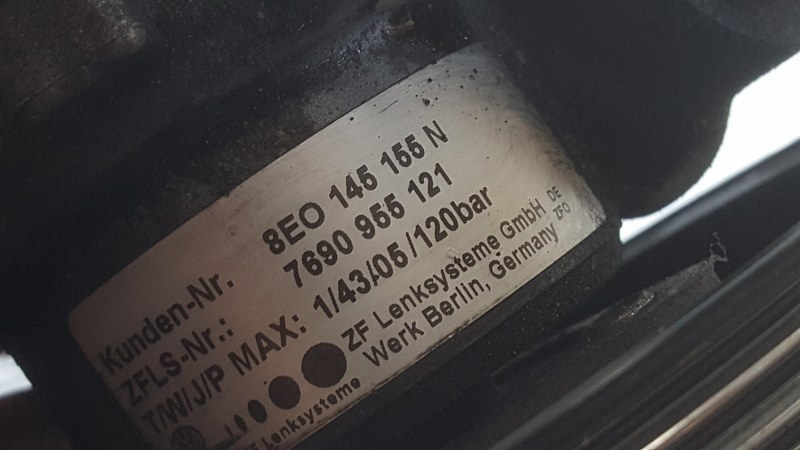 Kunden-Nr. 8EO 145 155 N
ZFLS-Nr.: 7690 955 121
T/W/J/P MAX: 1/43/05/120bar
ZF Lenksysteme GmbH DE
Werk Berlin, Germany ZFO
ZF Lenksysteme